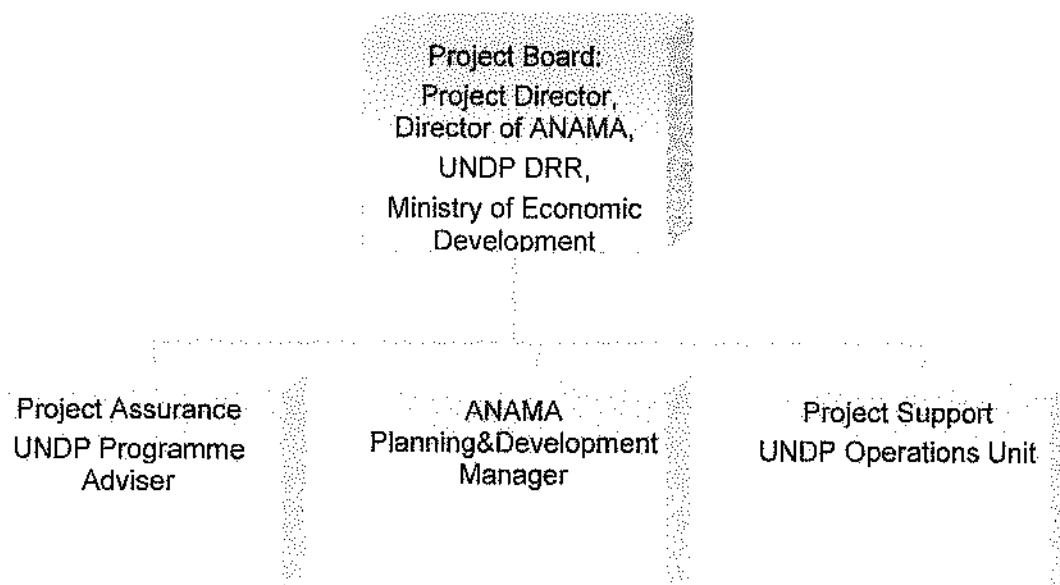 Project Board:
Project Director,
Director of ANAMA,
UNDP DRR,
Ministry of Economic
Development
Project Assurance
UNDP Programme
Adviser
ANAMA
Planning&Development
Manager
Project Support
UNDP Operations Unit